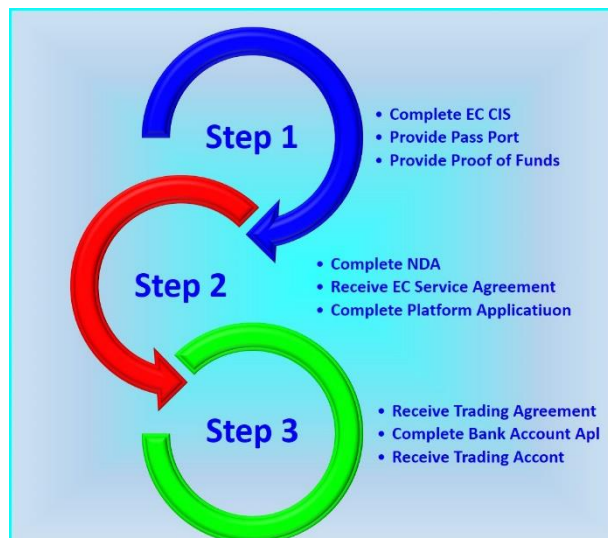 Step 1
• Complete EC CIS
• Provide Pass Port
• Provide Proof of Funds
Step 2
• Complete NDA
• Receive EC Service Agreement
• Complete Platform Applicatiuon
Step 3
• Receive Trading Agreement
• Complete Bank Account Apl
• Receive Trading Accont